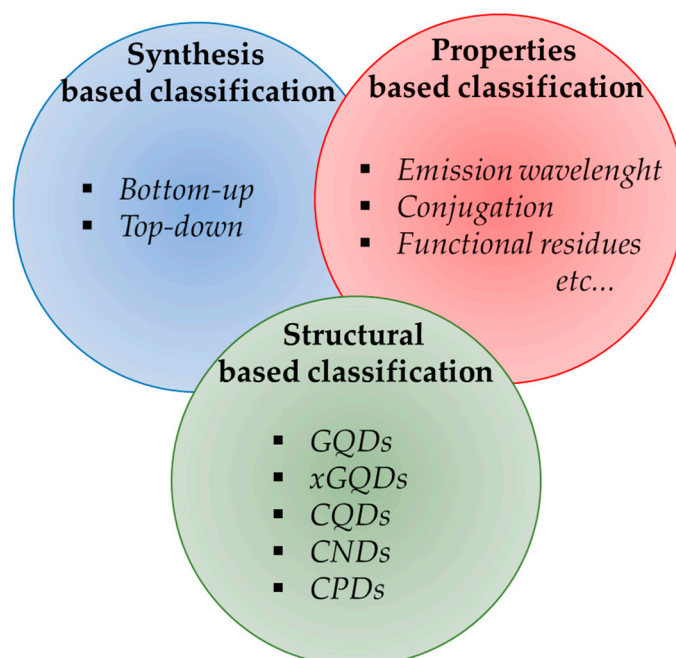 Synthesis
based classification
▪ Bottom-up
▪ Top-down
Properties
based classification
▪ Emission wavelenght
▪ Conjugation
▪ Functional residues
etc...
Structural
based classification
▪ GQDs
▪ xGQDs
▪ CQDs
▪ CNDs
▪ CPDs